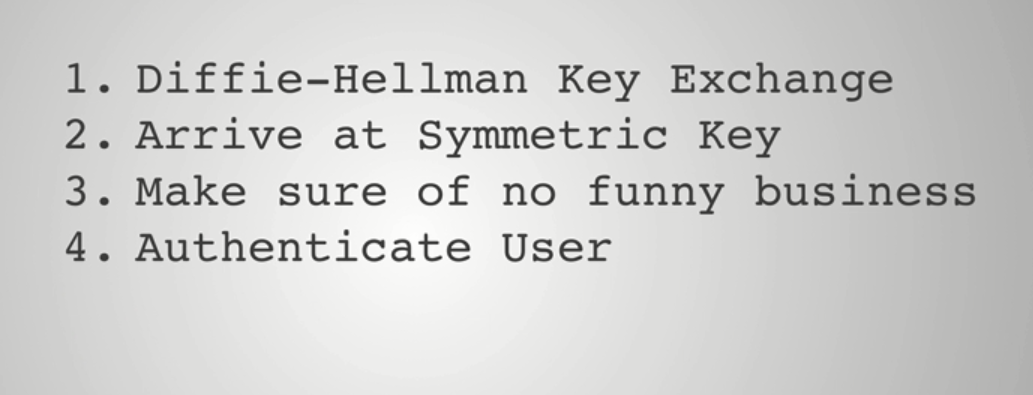 1. Diffie-Hellman Key Exchange
2. Arrive at Symmetric Key
3. Make sure of no funny business
4. Authenticate User